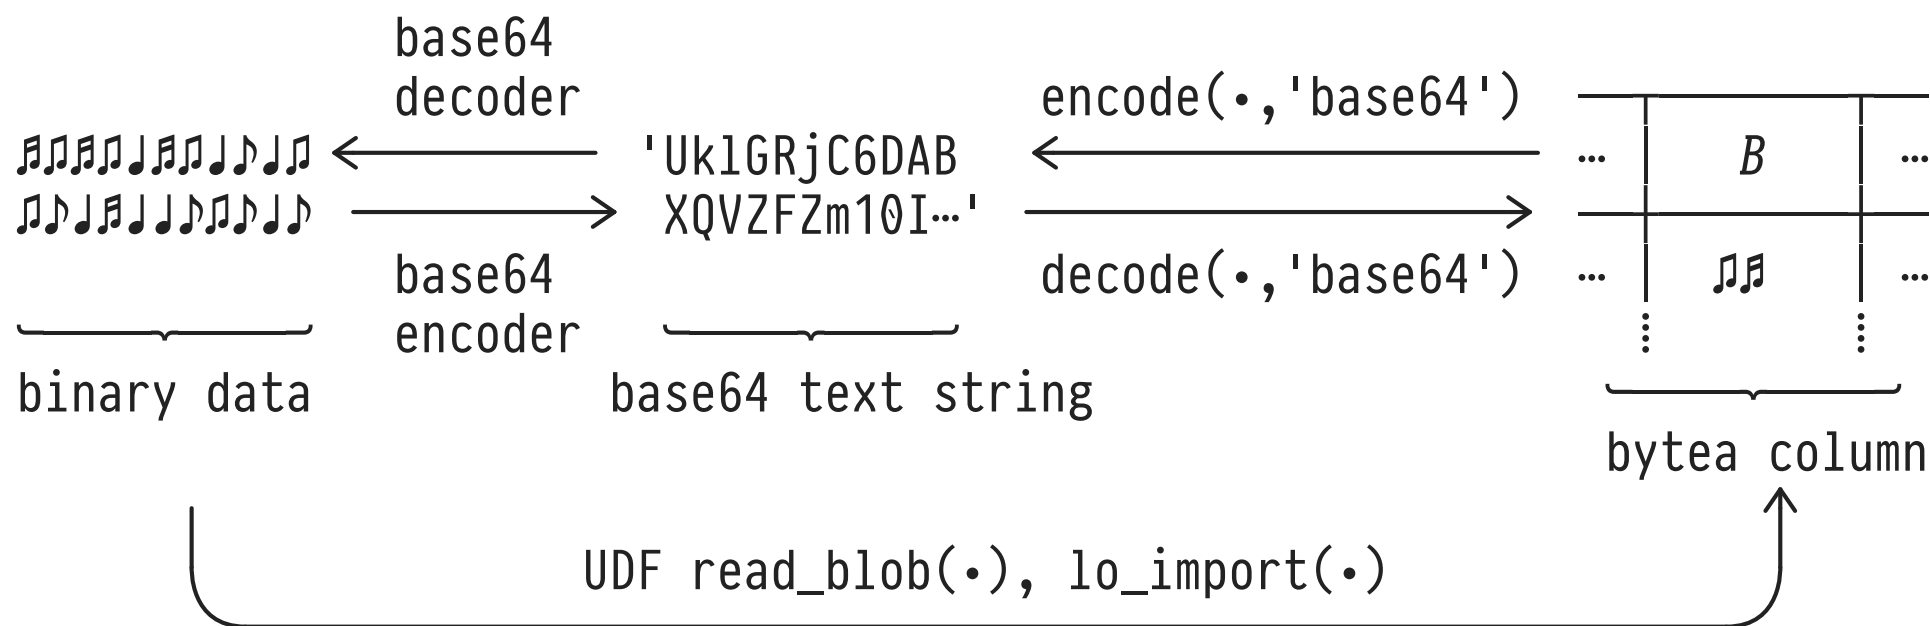 base64
decoder
encode(•,'base64')
♬♫♬♫♩♬♫♩♪♩♫
'UklGRjC6DAB
… B …
♫♪♩♬♩♩♪♫♪♩♪
XQVZFZm10I…'
base64
encoder
decode(•,'base64')
… ♫♬ …
binary data
base64 text string
bytea column
UDF read_blob(•), lo_import(•)